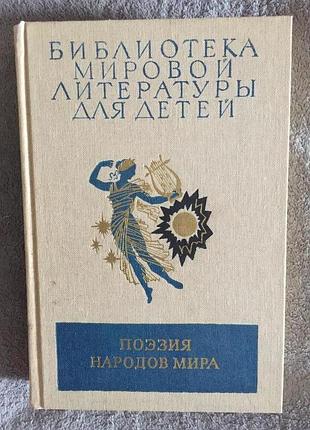 БИБЛИОТЕКА
МИРОВОЙ
ЛИТЕРАТУРЫ
ДЛЯ ДЕТЕЙ
ПОЭЗИЯ
НАРОДОВ МИРА